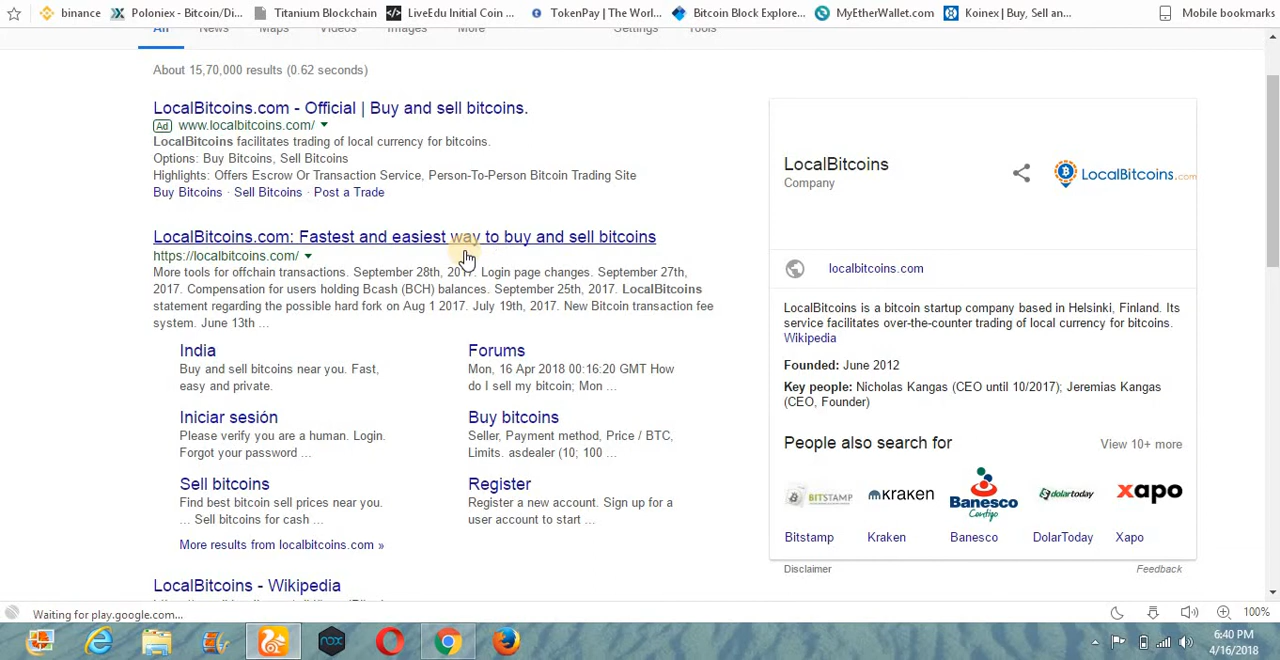 binance
Poloniex - Bitcoin/Di...
Titanium Blockchain
LiveEdu Initial Coin ...
TokenPay | The Worl...
Bitcoin Block Explore...
MyEtherWallet.com
Koinex | Buy, Sell an...
Mobile bookmarks
All News Maps Videos Images More Settings Tools
About 15,70,000 results (0.62 seconds)
LocalBitcoins.com - Official | Buy and sell bitcoins.
Ad www.localbitcoins.com/
LocalBitcoins facilitates trading of local currency for bitcoins.
Options: Buy Bitcoins, Sell Bitcoins
Highlights: Offers Escrow Or Transaction Service, Person-To-Person Bitcoin Trading Site
Buy Bitcoins · Sell Bitcoins · Post a Trade
LocalBitcoins.com: Fastest and easiest way to buy and sell bitcoins
https://localbitcoins.com/
More tools for offchain transactions. September 28th, 2017. Login page changes. September 27th,
2017. Compensation for users holding Bcash (BCH) balances. September 25th, 2017. LocalBitcoins
statement regarding the possible hard fork on Aug 1 2017. July 19th, 2017. New Bitcoin transaction fee
system. June 13th ...
India
Buy and sell bitcoins near you. Fast,
easy and private.
Forums
Mon, 16 Apr 2018 00:16:20 GMT How
do I sell my bitcoin; Mon ...
Iniciar sesión
Please verify you are a human. Login.
Forgot your password ...
Buy bitcoins
Seller, Payment method, Price / BTC,
Limits. asdealer (10; 100 ...
Sell bitcoins
Find best bitcoin sell prices near you.
... Sell bitcoins for cash ...
Register
Register a new account. Sign up for a
user account to start ...
More results from localbitcoins.com »
LocalBitcoins - Wikipedia
LocalBitcoins
Company
LocalBitcoins.com
localbitcoins.com
LocalBitcoins is a bitcoin startup company based in Helsinki, Finland. Its
service facilitates over-the-counter trading of local currency for bitcoins.
Wikipedia
Founded: June 2012
Key people: Nicholas Kangas (CEO until 10/2017); Jeremias Kangas
(CEO, Founder)
People also search for
View 10+ more
BITSTAMP
kraken
Banesco
Contigo
dolartoday
xapo
Bitstamp
Kraken
Banesco
DolarToday
Xapo
Disclaimer
Feedback
Waiting for play.google.com...
100%
nox
6:40 PM
4/16/2018